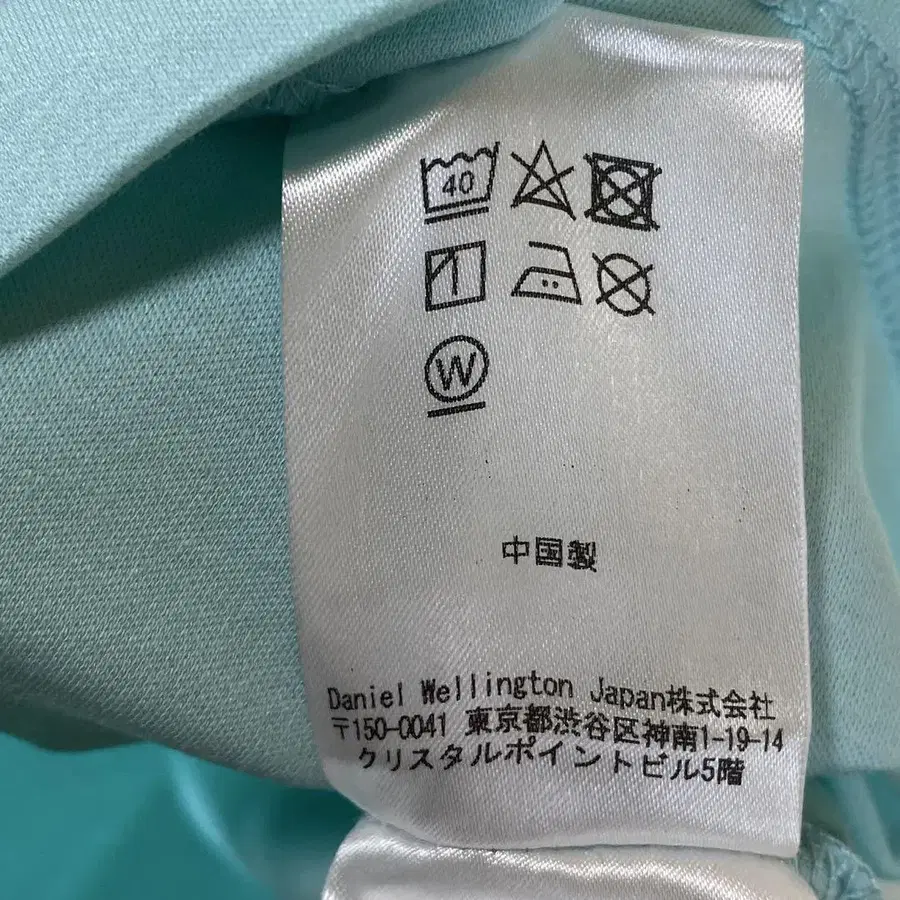 40
W
中国製
Daniel Wellington Japan株式会社
〒150-0041 東京都渋谷区神南1-19-14
クリスタルポイントビル5階